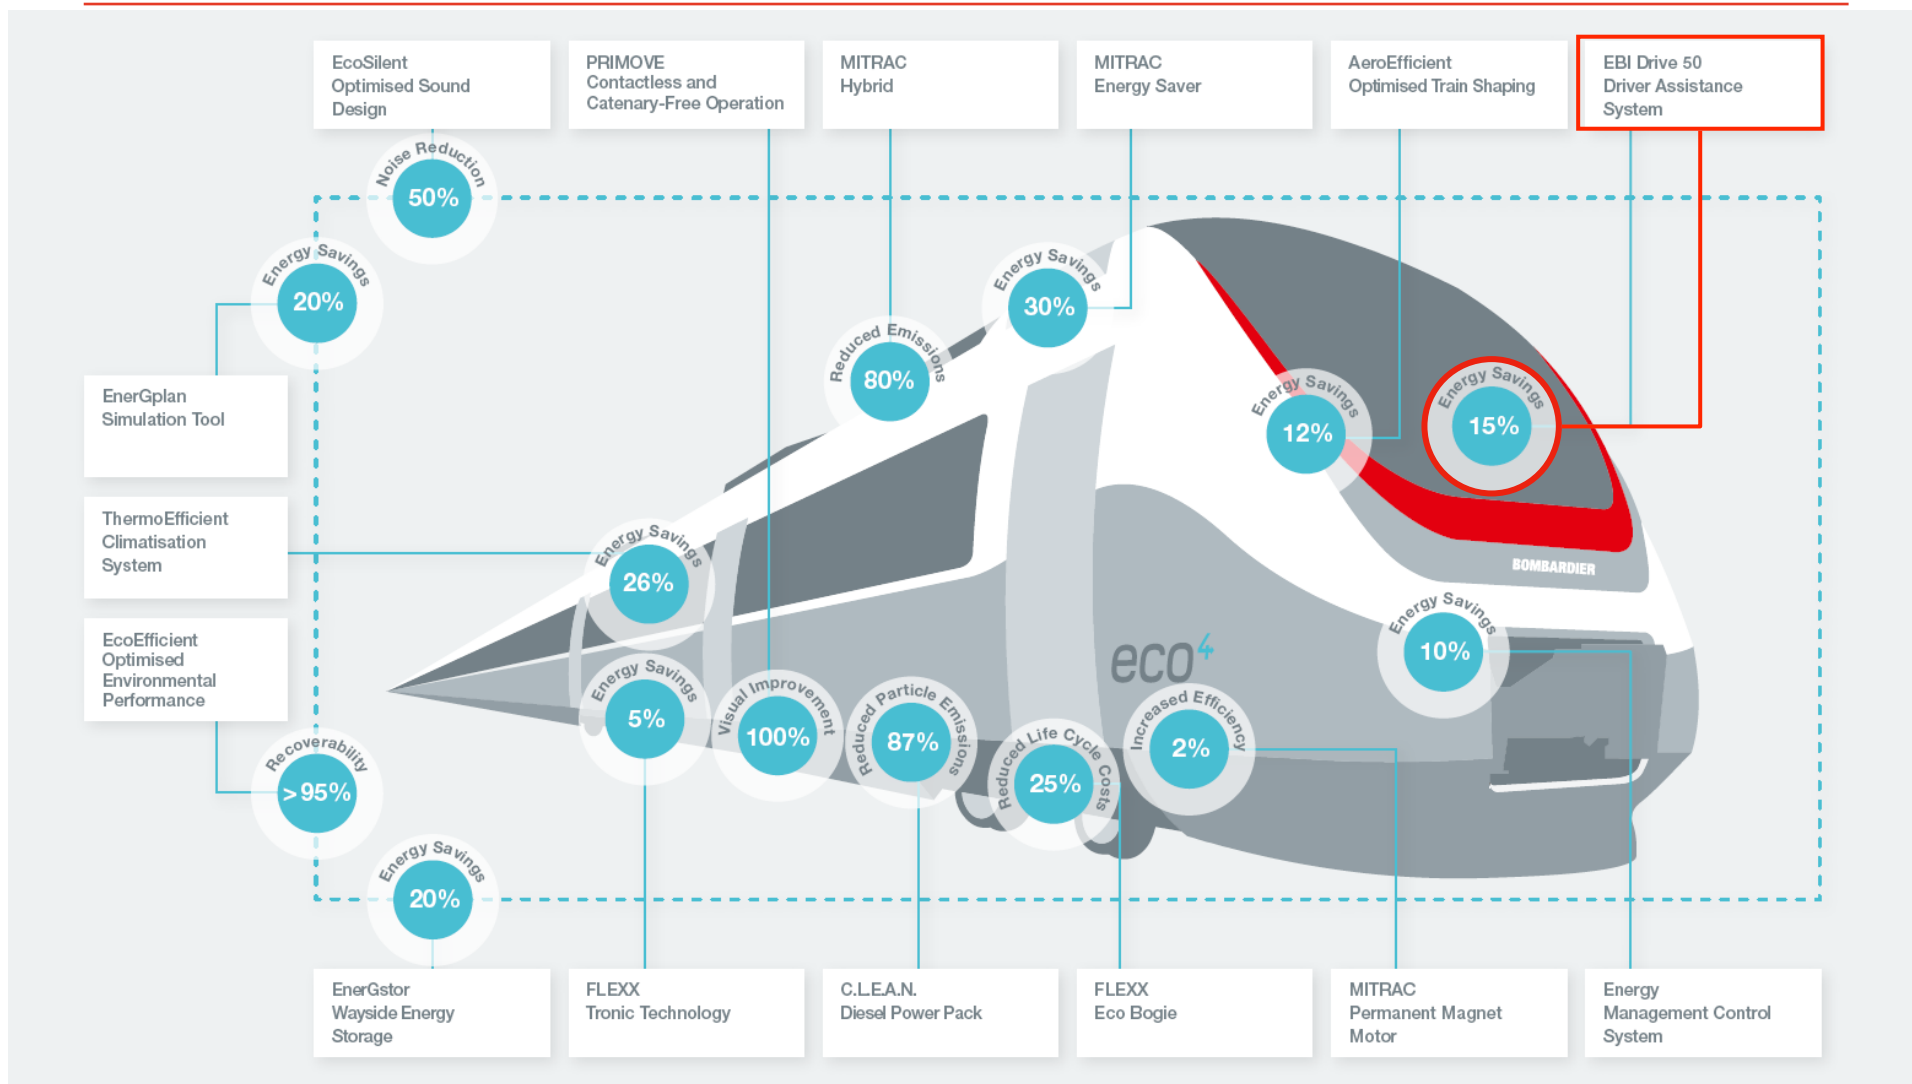 EcoSilent
Optimised Sound
Design
PRIMOVE
Contactless and
Catenary-Free Operation
MITRAC
Hybrid
MITRAC
Energy Saver
AeroEfficient
Optimised Train Shaping
EBI Drive 50
Driver Assistance
System
Noise Reduction
50%
Energy Savings
20%
Energy Savings
30%
Reduced Emissions
80%
Energy Savings
12%
Energy Savings
15%
EnerGplan
Simulation Tool
ThermoEfficient
Climatisation
System
Energy Savings
26%
BOMBARDIER
EcoEfficient
Optimised
Environmental
Performance
eco4
Energy Savings
10%
Energy Savings
5%
Visual Improvement
100%
Reduced Particle Emissions
87%
Reduced Life Cycle Costs
25%
Increased Efficiency
2%
Recoverability
>95%
Energy Savings
20%
EnerGstor
Wayside Energy
Storage
FLEXX
Tronic Technology
C.L.E.A.N.
Diesel Power Pack
FLEXX
Eco Bogie
MITRAC
Permanent Magnet
Motor
Energy
Management Control
System